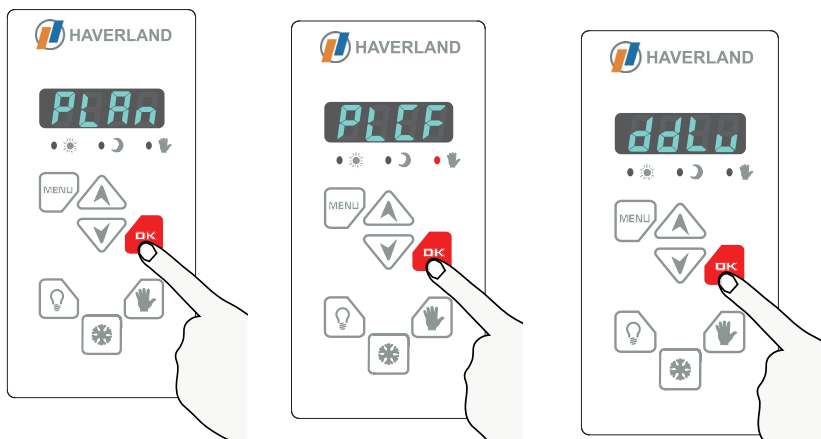 HAVERLAND
PLAn
MENU
OK
HAVERLAND
PLCF
MENU
OK
HAVERLAND
ddLu
MENU
OK